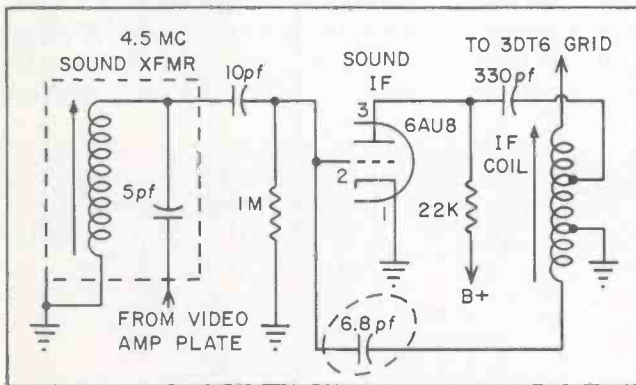 4.5 MC
SOUND XFMR
10pf
SOUND
IF
TO 3DT6 GRID
330pf
3
6AU8
IF
COIL
5pf
1M
2
1
22K
B+
FROM VIDEO
AMP PLATE
6.8pf